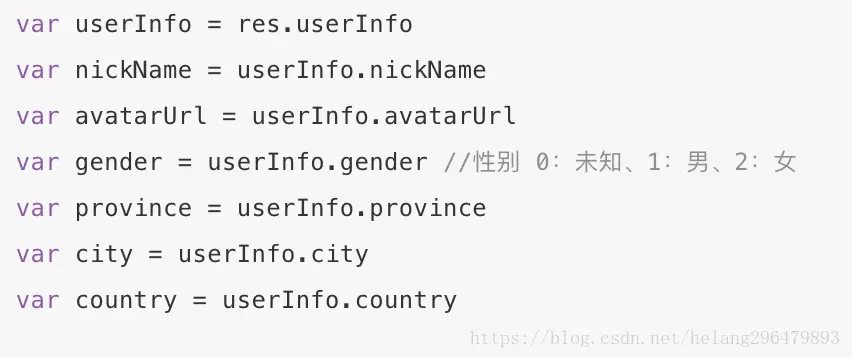 var userInfo = res.userInfo
var nickName = userInfo.nickName
var avatarUrl = userInfo.avatarUrl
var gender = userInfo.gender //性别 0：未知、1：男、2：女
var province = userInfo.province
var city = userInfo.city
var country = userInfo.country
https://blog.csdn.net/helang296479893